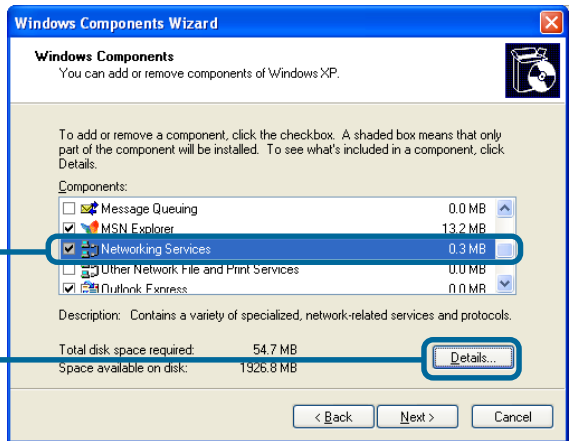 Windows Components Wizard
Windows Components
You can add or remove components of Windows XP.
To add or remove a component, click the checkbox. A shaded box means that only
part of the component will be installed. To see what's included in a component, click
Details.
Components:
Message Queuing 0.0 MB
MSN Explorer 13.2 MB
Networking Services 0.3 MB
Other Network File and Print Services 0.0 MB
Outlook Express 0.0 MB
Description: Contains a variety of specialized, network-related services and protocols.
Total disk space required: 54.7 MB
Space available on disk: 1926.8 MB
Details...
< Back Next > Cancel